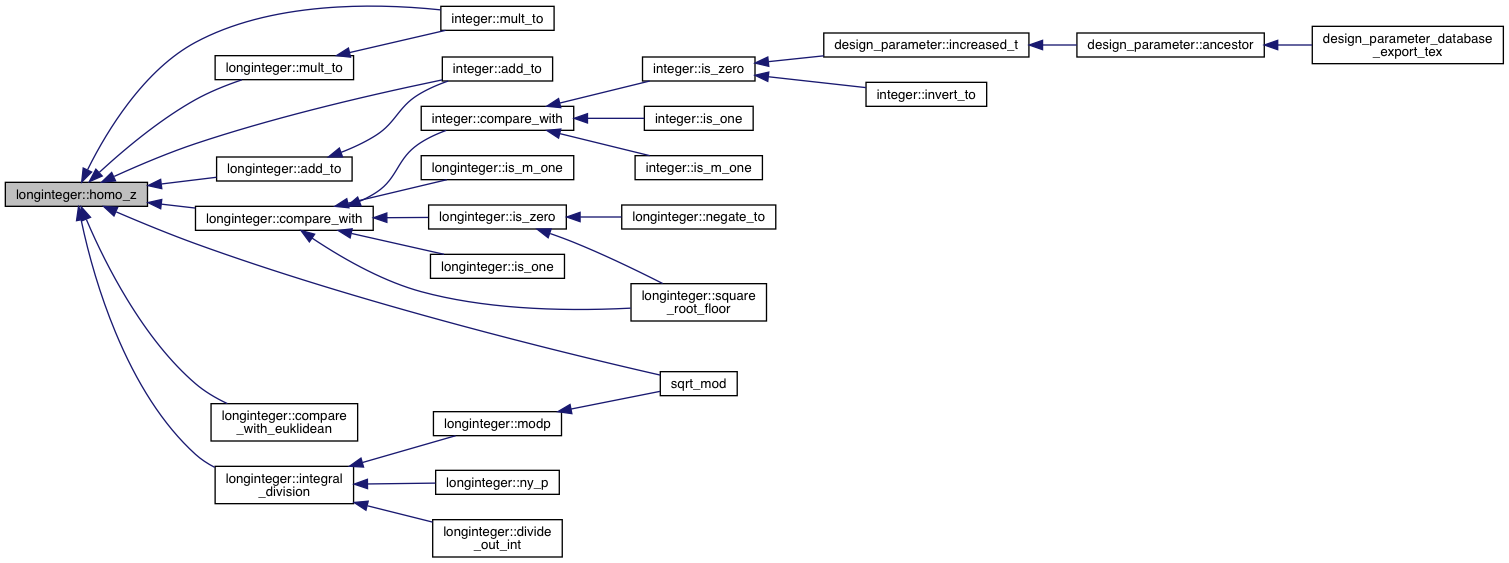 integer::mult_to
longinteger::mult_to
integer::add_to
longinteger::add_to
longinteger::homo_z
longinteger::compare_with
integer::compare_with
integer::is_zero
design_parameter::increased_t
design_parameter::ancestor
design_parameter_database
_export_tex
integer::invert_to
integer::is_one
integer::is_m_one
longinteger::is_m_one
longinteger::is_zero
longinteger::negate_to
longinteger::is_one
longinteger::square
_root_floor
sqrt_mod
longinteger::compare
_with_euklidean
longinteger::integral
_division
longinteger::modp
longinteger::ny_p
longinteger::divide
_out_int